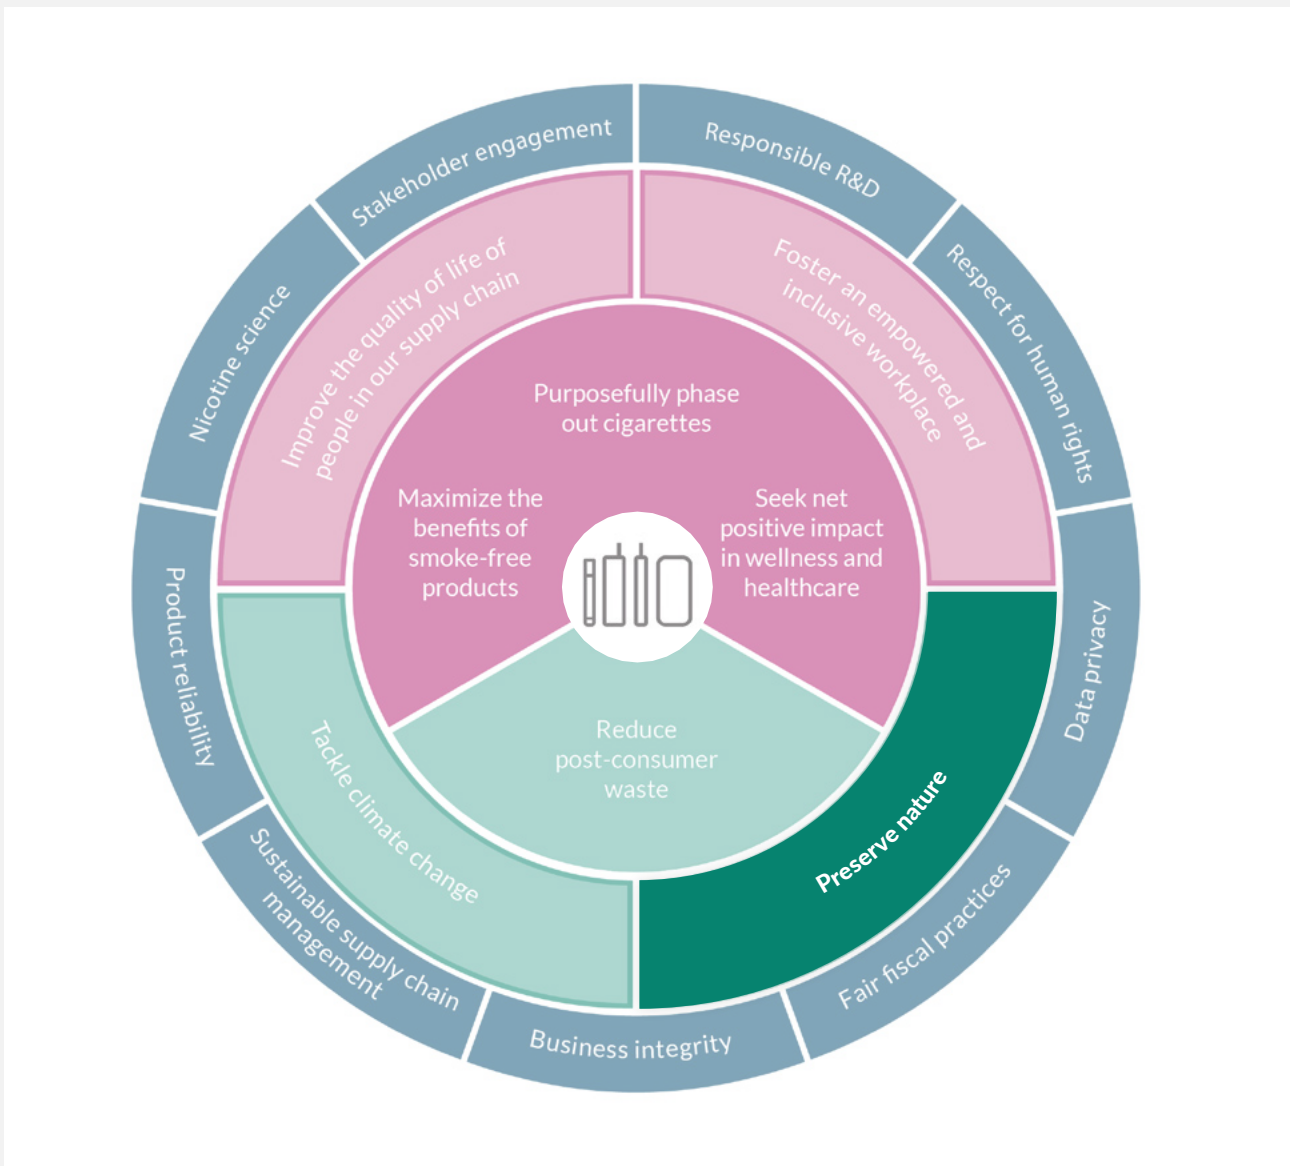 Stakeholder engagement
Responsible R&D
Respect for human rights
Data privacy
Fair fiscal practices
Business integrity
Sustainable supply chain
management
Product reliability
Nicotine science
Improve the quality of life of
people in our supply chain
Foster an empowered and
inclusive workplace
Preserve nature
Tackle climate change
Purposefully phase
out cigarettes
Maximize the
benefits of
smoke-free
products
Seek net
positive impact
in wellness and
healthcare
Reduce
post-consumer
waste